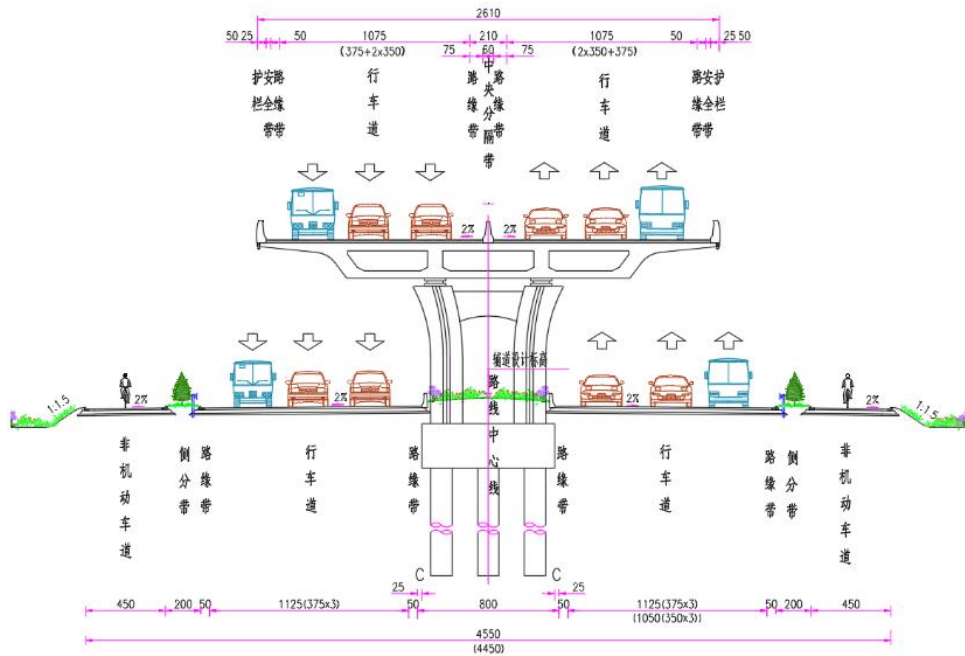 2610
50 25 50 1075 210 1075 50 25 50
(375+2x350) (2x350+375)
75 60 75
护栏 安全带 路缘带 行车道 路缘带 中央分隔带 路缘带 行车道 路缘带 安全带 护栏
2% 2%
辅道设计标高
1:1.5 2% 2% 2% 2% 1:1.5
路线中心线
非机动车道 侧分带 路缘带 行车道 路缘带 路缘带 行车道 路缘带 侧分带 非机动车道
C C
25 25
450 200 50 1125(375x3) 50 800 50 1125(375x3) 50 200 450
(1050(350x3))
4550
(4450)